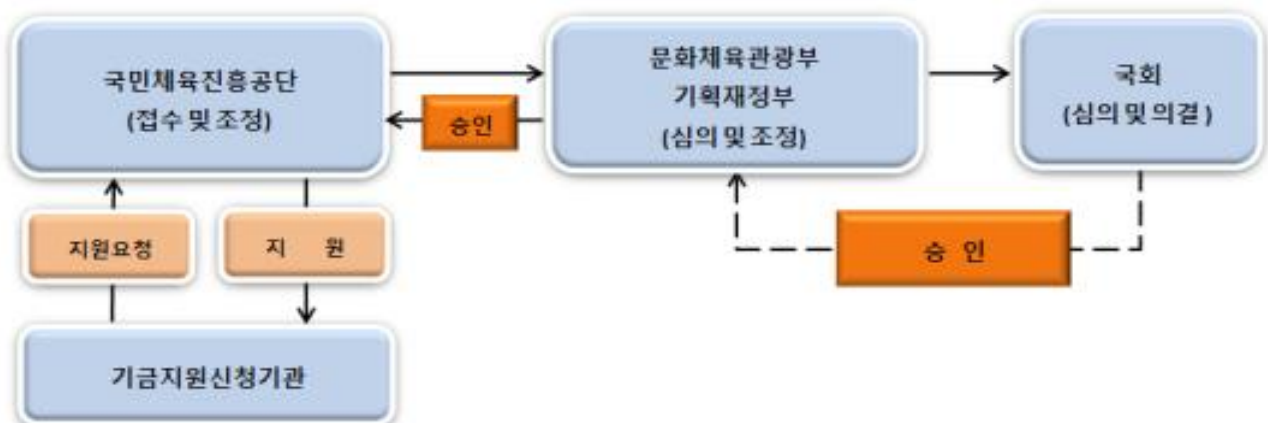 국민체육진흥공단
(접수 및 조정)
승인
문화체육관광부
기획재정부
(심의 및 조정)
국회
(심의 및 의결)
지원요청
지 원
승 인
기금지원신청기관